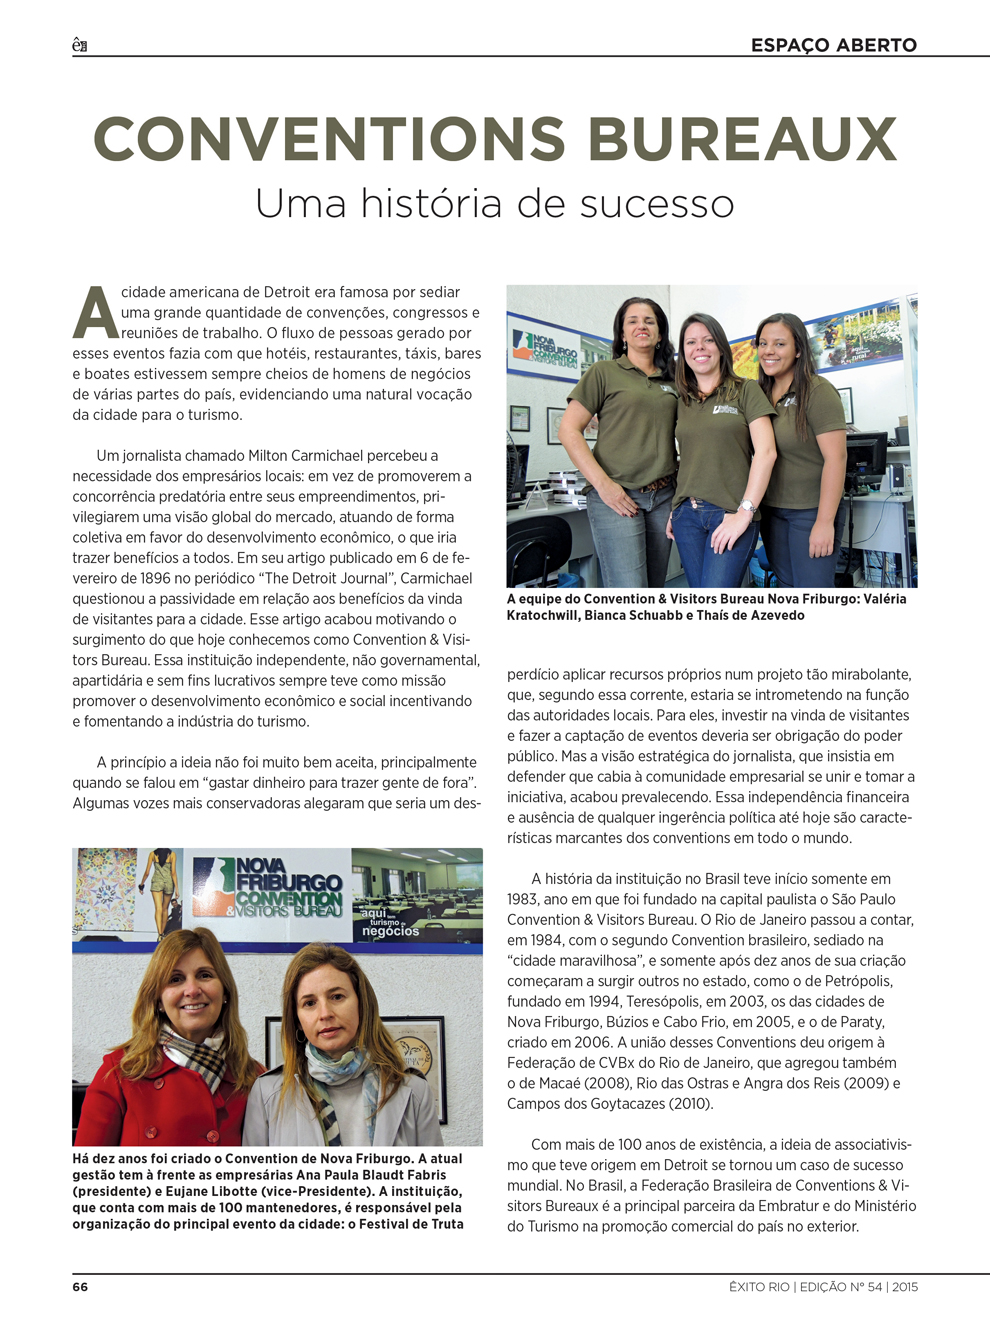 ê
ESPAÇO ABERTO
CONVENTIONS BUREAUX
Uma história de sucesso
A cidade americana de Detroit era famosa por sediar
uma grande quantidade de convenções, congressos e
reuniões de trabalho. O fluxo de pessoas gerado por
esses eventos fazia com que hotéis, restaurantes, táxis, bares
e boates estivessem sempre cheios de homens de negócios
de várias partes do país, evidenciando uma natural vocação
da cidade para o turismo.
Um jornalista chamado Milton Carmichael percebeu a
necessidade dos empresários locais: em vez de promoverem a
concorrência predatória entre seus empreendimentos, pri-
vilegiarem uma visão global do mercado, atuando de forma
coletiva em favor do desenvolvimento econômico, o que iria
trazer benefícios a todos. Em seu artigo publicado em 6 de fe-
vereiro de 1896 no periódico “The Detroit Journal”, Carmichael
questionou a passividade em relação aos benefícios da vinda
de visitantes para a cidade. Esse artigo acabou motivando o
surgimento do que hoje conhecemos como Convention & Visi-
tors Bureau. Essa instituição independente, não governamental,
apartidária e sem fins lucrativos sempre teve como missão
promover o desenvolvimento econômico e social incentivando
e fomentando a indústria do turismo.
A princípio a ideia não foi muito bem aceita, principalmente
quando se falou em “gastar dinheiro para trazer gente de fora”.
Algumas vozes mais conservadoras alegaram que seria um des-
NOVA
FRIBURGO
CONVENTION
&VISITORS BUREAU
aqui tem
turismo de
negócios
Há dez anos foi criado o Convention de Nova Friburgo. A atual
gestão tem à frente as empresárias Ana Paula Blaudt Fabris
(presidente) e Eujane Libotte (vice-Presidente). A instituição,
que conta com mais de 100 mantenedores, é responsável pela
organização do principal evento da cidade: o Festival de Truta
NOVA
FRIBURGO
CONVENTION
&VISITORS BUREAU
aqui
A equipe do Convention & Visitors Bureau Nova Friburgo: Valéria
Kratochwill, Bianca Schuabb e Thaís de Azevedo
perdício aplicar recursos próprios num projeto tão mirabolante,
que, segundo essa corrente, estaria se intrometendo na função
das autoridades locais. Para eles, investir na vinda de visitantes
e fazer a captação de eventos deveria ser obrigação do poder
público. Mas a visão estratégica do jornalista, que insistia em
defender que cabia à comunidade empresarial se unir e tomar a
iniciativa, acabou prevalecendo. Essa independência financeira
e ausência de qualquer ingerência política até hoje são caracte-
rísticas marcantes dos conventions em todo o mundo.
A história da instituição no Brasil teve início somente em
1983, ano em que foi fundado na capital paulista o São Paulo
Convention & Visitors Bureau. O Rio de Janeiro passou a contar,
em 1984, com o segundo Convention brasileiro, sediado na
“cidade maravilhosa”, e somente após dez anos de sua criação
começaram a surgir outros no estado, como o de Petrópolis,
fundado em 1994, Teresópolis, em 2003, os das cidades de
Nova Friburgo, Búzios e Cabo Frio, em 2005, e o de Paraty,
criado em 2006. A união desses Conventions deu origem à
Federação de CVBx do Rio de Janeiro, que agregou também
o de Macaé (2008), Rio das Ostras e Angra dos Reis (2009) e
Campos dos Goytacazes (2010).
Com mais de 100 anos de existência, a ideia de associativis-
mo que teve origem em Detroit se tornou um caso de sucesso
mundial. No Brasil, a Federação Brasileira de Conventions & Vi-
sitors Bureaux é a principal parceira da Embratur e do Ministério
do Turismo na promoção comercial do país no exterior.
66
ÊXITO RIO | EDIÇÃO Nº 54 | 2015